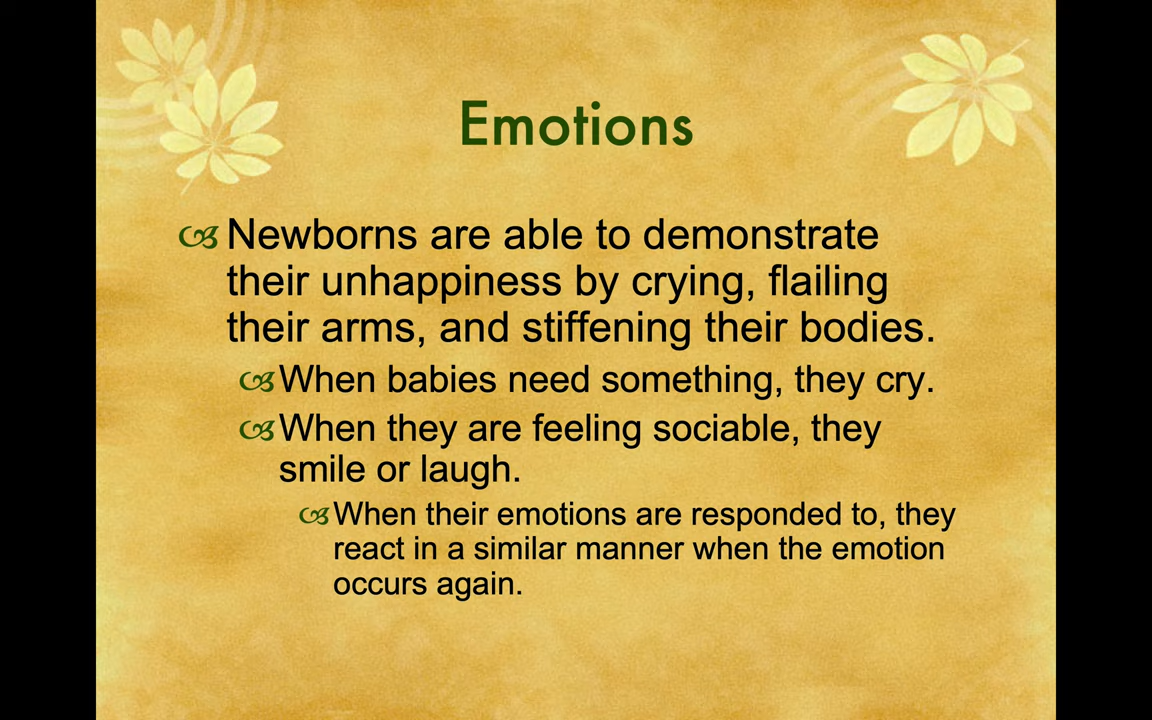 Emotions
Newborns are able to demonstrate
their unhappiness by crying, flailing
their arms, and stiffening their bodies.
When babies need something, they cry.
When they are feeling sociable, they
smile or laugh.
When their emotions are responded to, they
react in a similar manner when the emotion
occurs again.